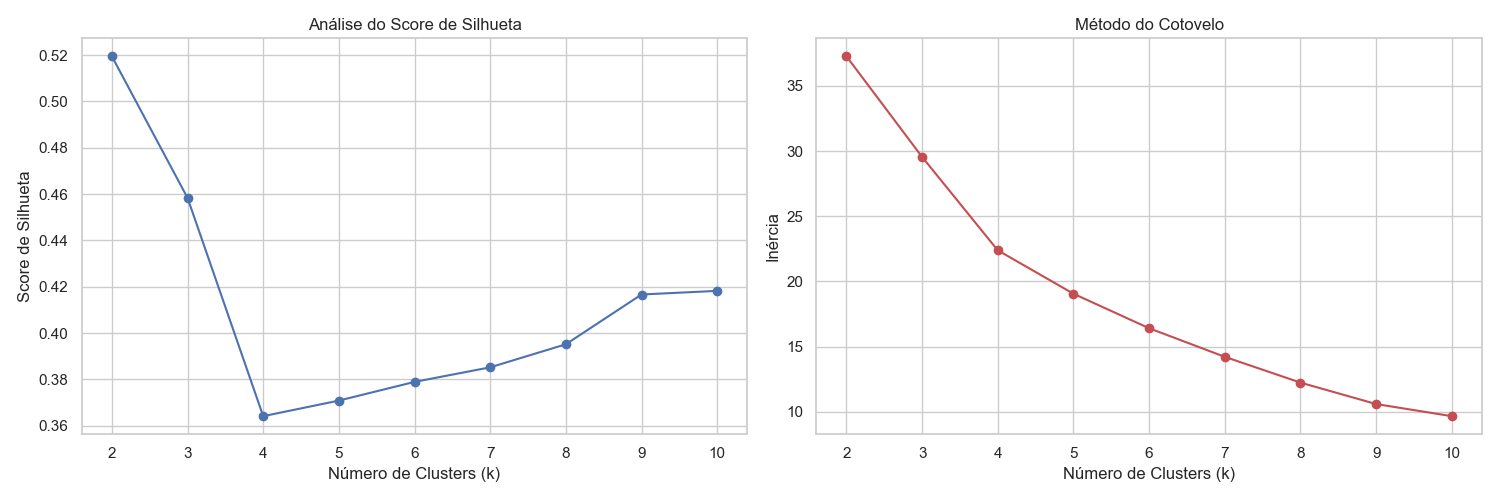 Análise do Score de Silhueta
0.52
0.50
0.48
0.46
0.44
0.42
0.40
0.38
0.36
Score de Silhueta
2 3 4 5 6 7 8 9 10
Número de Clusters (k)
Método do Cotovelo
35
30
25
20
15
10
Inércia
2 3 4 5 6 7 8 9 10
Número de Clusters (k)